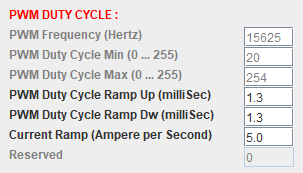 PWM DUTY CYCLE :
PWM Frequency (Hertz) 15625
PWM Duty Cycle Min (0 ... 255) 20
PWM Duty Cycle Max (0 ... 255) 254
PWM Duty Cycle Ramp Up (milliSec) 1.3
PWM Duty Cycle Ramp Dw (milliSec) 1.3
Current Ramp (Ampere per Second) 5.0
Reserved 0